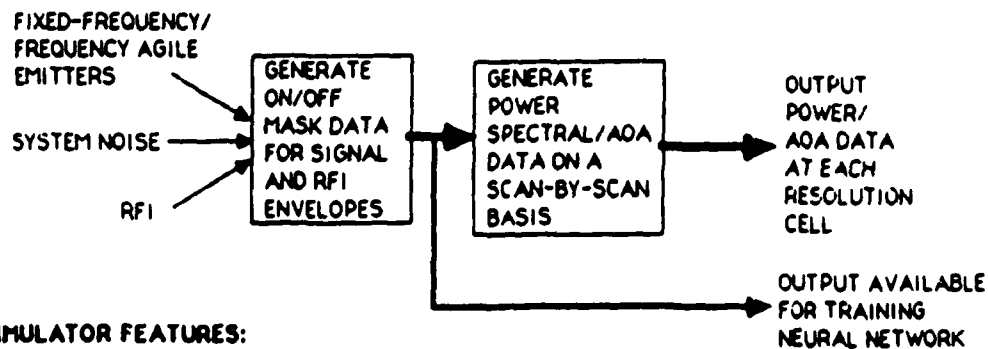 FIXED-FREQUENCY/
FREQUENCY AGILE
EMITTERS
SYSTEM NOISE
RFI
GENERATE
ON/OFF
MASK DATA
FOR SIGNAL
AND RFI
ENVELOPES
GENERATE
POWER
SPECTRAL/AOA
DATA ON A
SCAN-BY-SCAN
BASIS
OUTPUT
POWER/
AOA DATA
AT EACH
RESOLUTION
CELL
OUTPUT AVAILABLE
FOR TRAINING
NEURAL NETWORK
IMULATOR FEATURES: